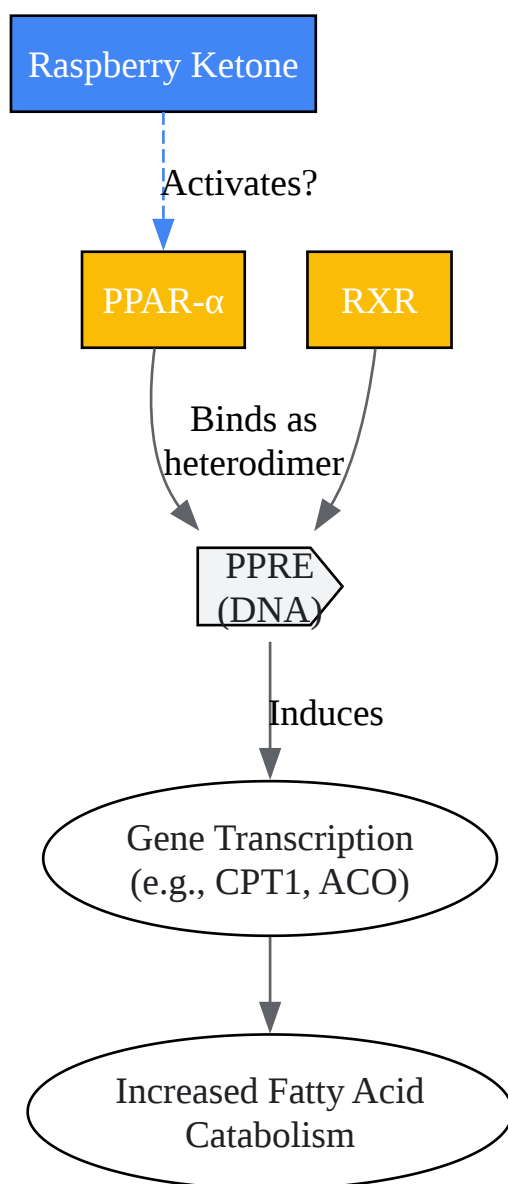 Raspberry Ketone
Activates?
PPAR-α
RXR
Binds as
heterodimer
PPRE
(DNA)
Induces
Gene Transcription
(e.g., CPT1, ACO)
Increased Fatty Acid
Catabolism